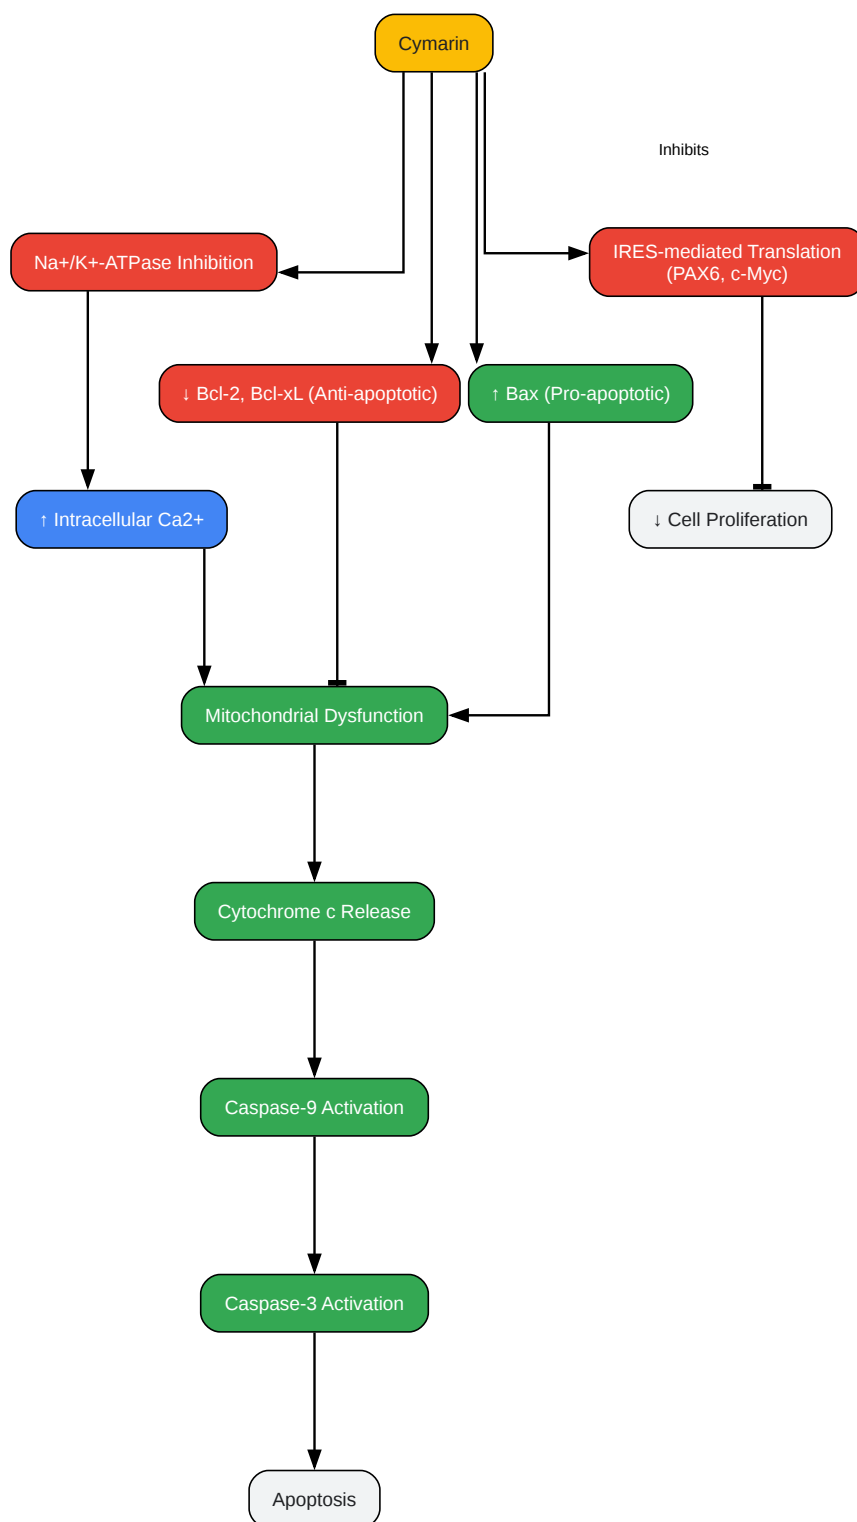 Cymarin
Inhibits
Na+/K+-ATPase Inhibition
IRES-mediated Translation
(PAX6, c-Myc)
↓ Bcl-2, Bcl-xL (Anti-apoptotic)
↑ Bax (Pro-apoptotic)
↑ Intracellular Ca2+
↓ Cell Proliferation
Mitochondrial Dysfunction
Cytochrome c Release
Caspase-9 Activation
Caspase-3 Activation
Apoptosis